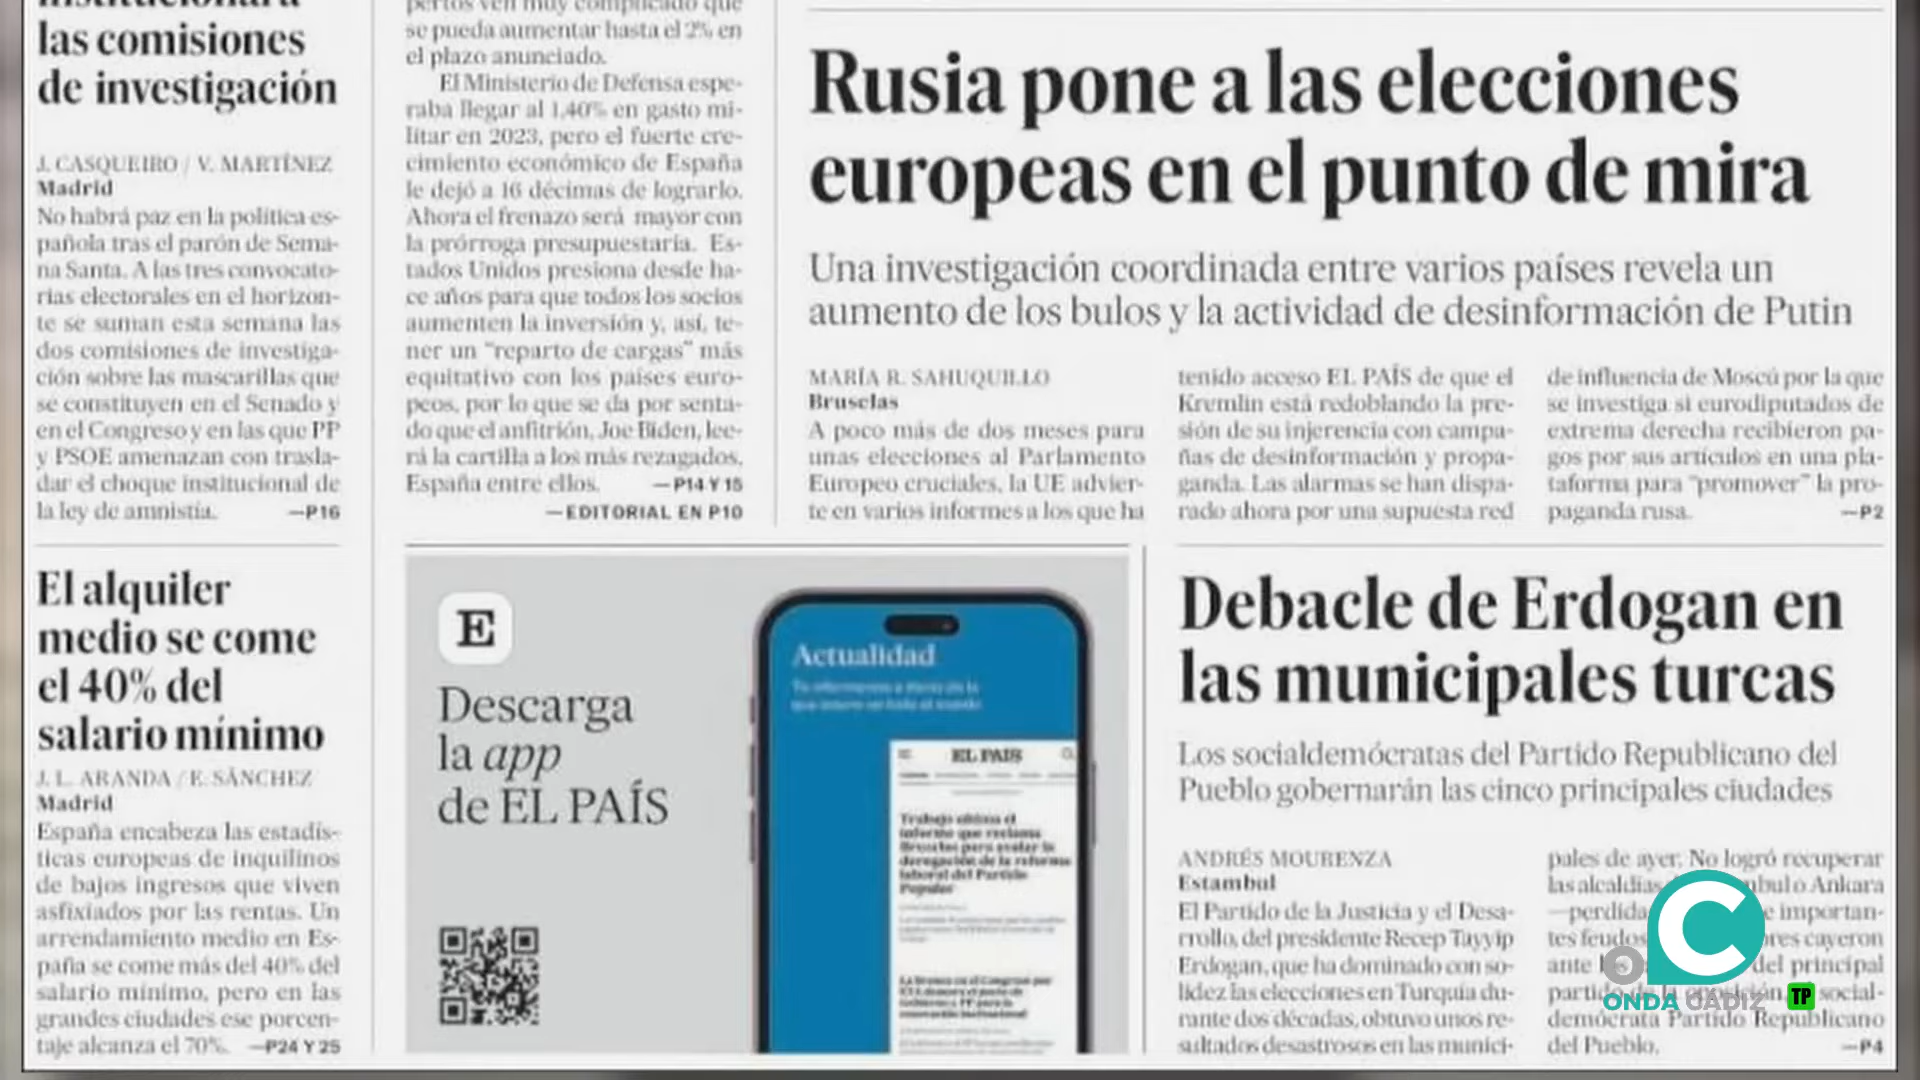 las comisiones
de investigación
J. CASQUEIRO / V. MARTÍNEZ
Madrid
No habrá paz en la política es-
pañola tras el parón de Sema-
na Santa. A las tres convocato-
rias electorales en el horizon-
te se suman esta semana las
dos comisiones de investiga-
ción sobre las mascarillas que
se constituyen en el Senado y
en el Congreso y en las que PP
y PSOE amenazan con trasla-
dar el choque institucional de
la ley de amnistía. —P16
El alquiler
medio se come
el 40% del
salario mínimo
J. L. ARANDA / E. SÁNCHEZ
Madrid
España encabeza las estadís-
ticas europeas de inquilinos
de bajos ingresos que viven
asfixiados por las rentas. Un
arrendamiento medio en Es-
paña se come más del 40% del
salario mínimo, pero en las
grandes ciudades ese porcen-
taje alcanza el 70%. —P24 Y 25
pertos ven muy complicado que
se pueda aumentar hasta el 2% en
el plazo anunciado.
El Ministerio de Defensa espe-
raba llegar al 1,40% en gasto mi-
litar en 2023, pero el fuerte cre-
cimiento económico de España
le dejó a 16 décimas de lograrlo.
Ahora el frenazo será mayor con
la prórroga presupuestaria. Es-
tados Unidos presiona desde ha-
ce años para que todos los socios
aumenten la inversión y, así, te-
ner un “reparto de cargas” más
equitativo con los países euro-
peos, por lo que se da por senta-
do que el anfitrión, Joe Biden, lee-
rá la cartilla a los más rezagados,
España entre ellos. —P14 Y 15
—EDITORIAL EN P10
Rusia pone a las elecciones
europeas en el punto de mira
Una investigación coordinada entre varios países revela un
aumento de los bulos y la actividad de desinformación de Putin
MARÍA R. SAHUQUILLO
Bruselas
A poco más de dos meses para
unas elecciones al Parlamento
Europeo cruciales, la UE advier-
te en varios informes a los que ha
tenido acceso EL PAÍS de que el
Kremlin está redoblando la pre-
sión de su injerencia con campa-
ñas de desinformación y propa-
ganda. Las alarmas se han dispa-
rado ahora por una supuesta red
de influencia de Moscú por la que
se investiga si eurodiputados de
extrema derecha recibieron pa-
gos por sus artículos en una pla-
taforma para “promover” la pro-
paganda rusa. —P2
E
Descarga
la app
de EL PAÍS
Actualidad
EL PAÍS
Debacle de Erdogan en
las municipales turcas
Los socialdemócratas del Partido Republicano del
Pueblo gobernarán las cinco principales ciudades
ANDRÉS MOURENZA
Estambul
El Partido de la Justicia y el Desa-
rrollo, del presidente Recep Tayyip
Erdogan, que ha dominado con so-
lidez las elecciones en Turquía du-
rante dos décadas, obtuvo unos re-
sultados desastrosos en las munici-
pales de ayer. No logró recuperar
las alcaldías Ankara
—perdida importan-
tes feudos cayeron
ante del principal
partido social-
demócrata Partido Republicano
del Pueblo. —P4
ONDA CÁDIZ TP